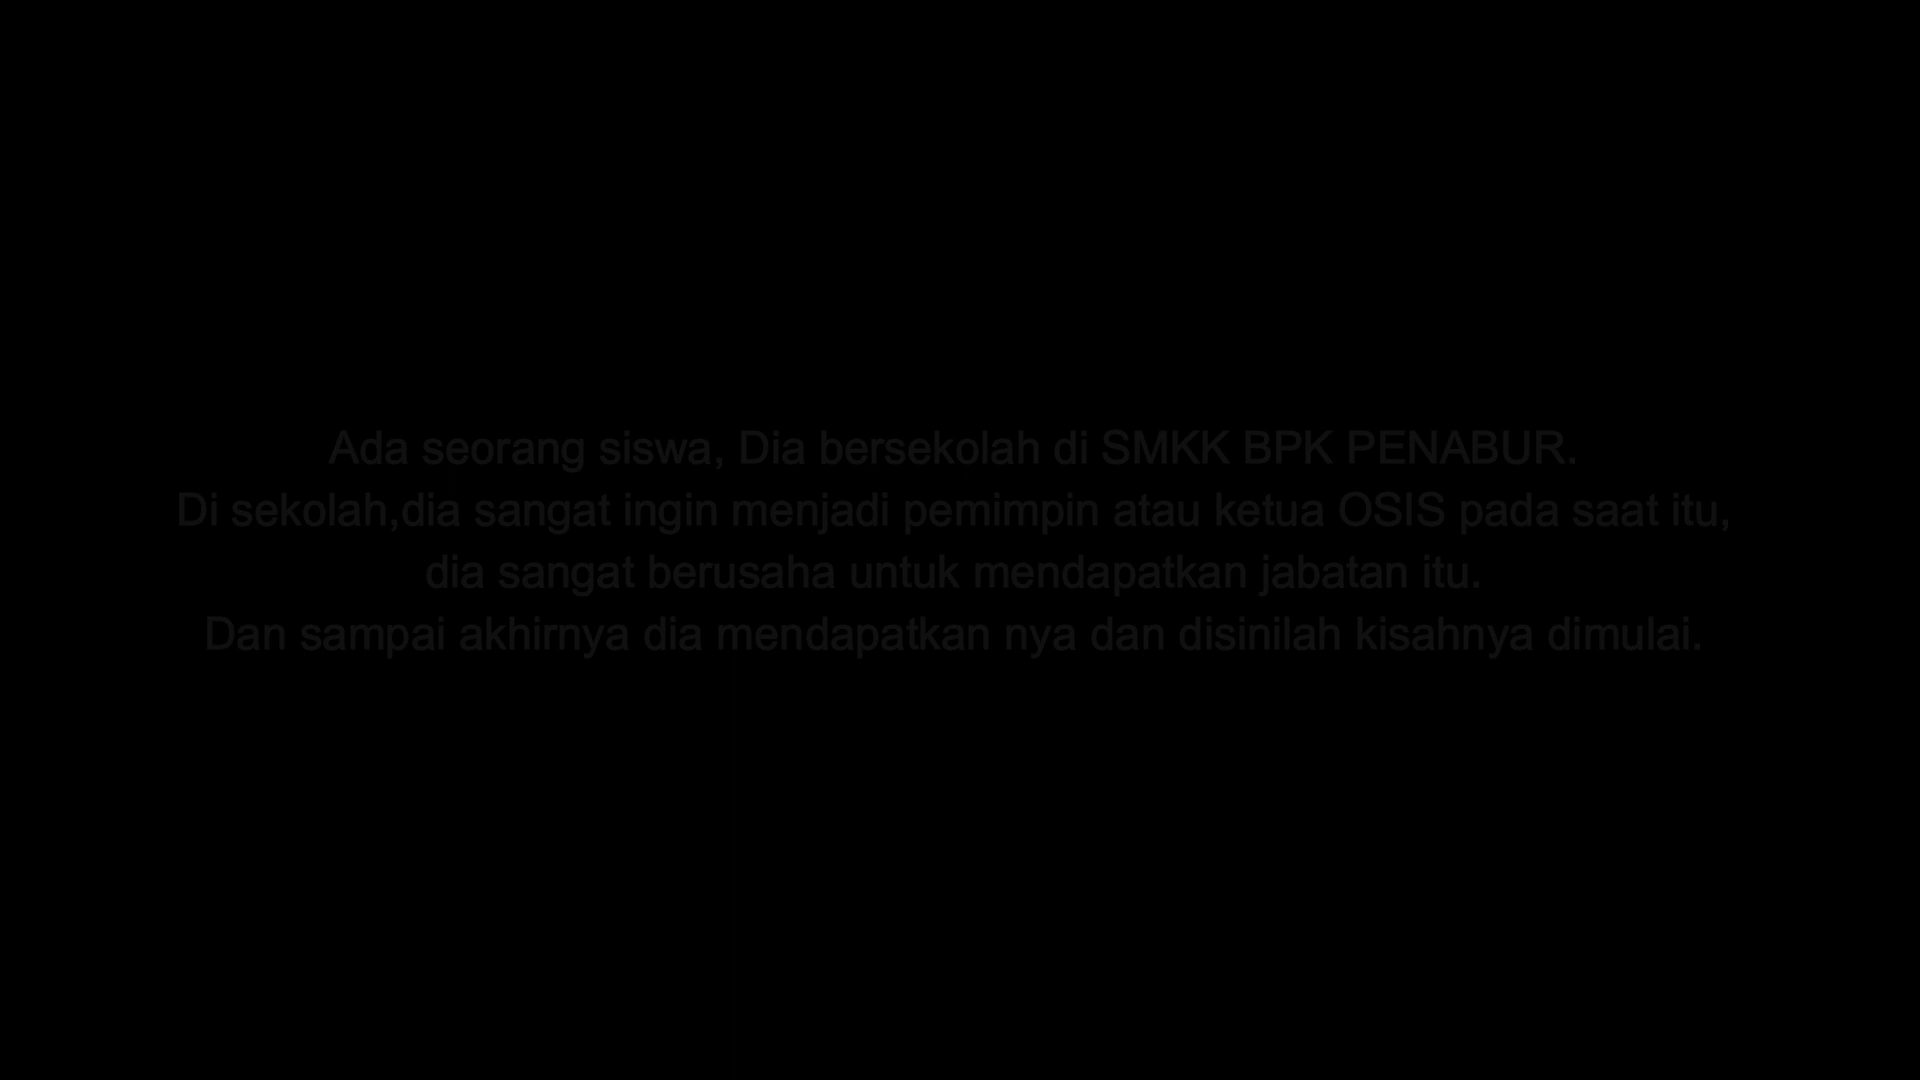 Ada seorang siswa, Dia bersekolah di SMKK BPK PENABUR.
Di sekolah,dia sangat ingin menjadi pemimpin atau ketua OSIS pada saat itu,
dia sangat berusaha untuk mendapatkan jabatan itu.
Dan sampai akhirnya dia mendapatkan nya dan disinilah kisahnya dimulai.